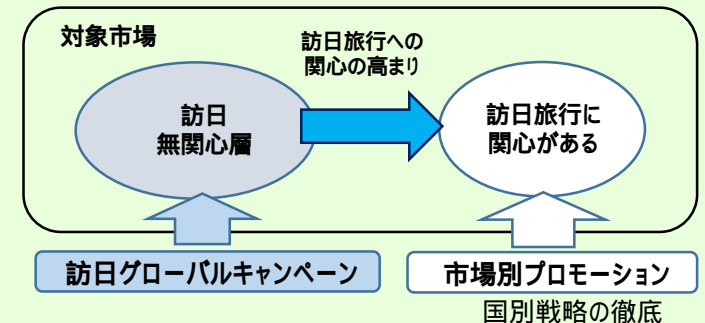 対象市場
訪日旅行への
関心の高まり
訪日
無関心層
訪日旅行に
関心がある
訪日グローバルキャンペーン
市場別プロモーション
国別戦略の徹底